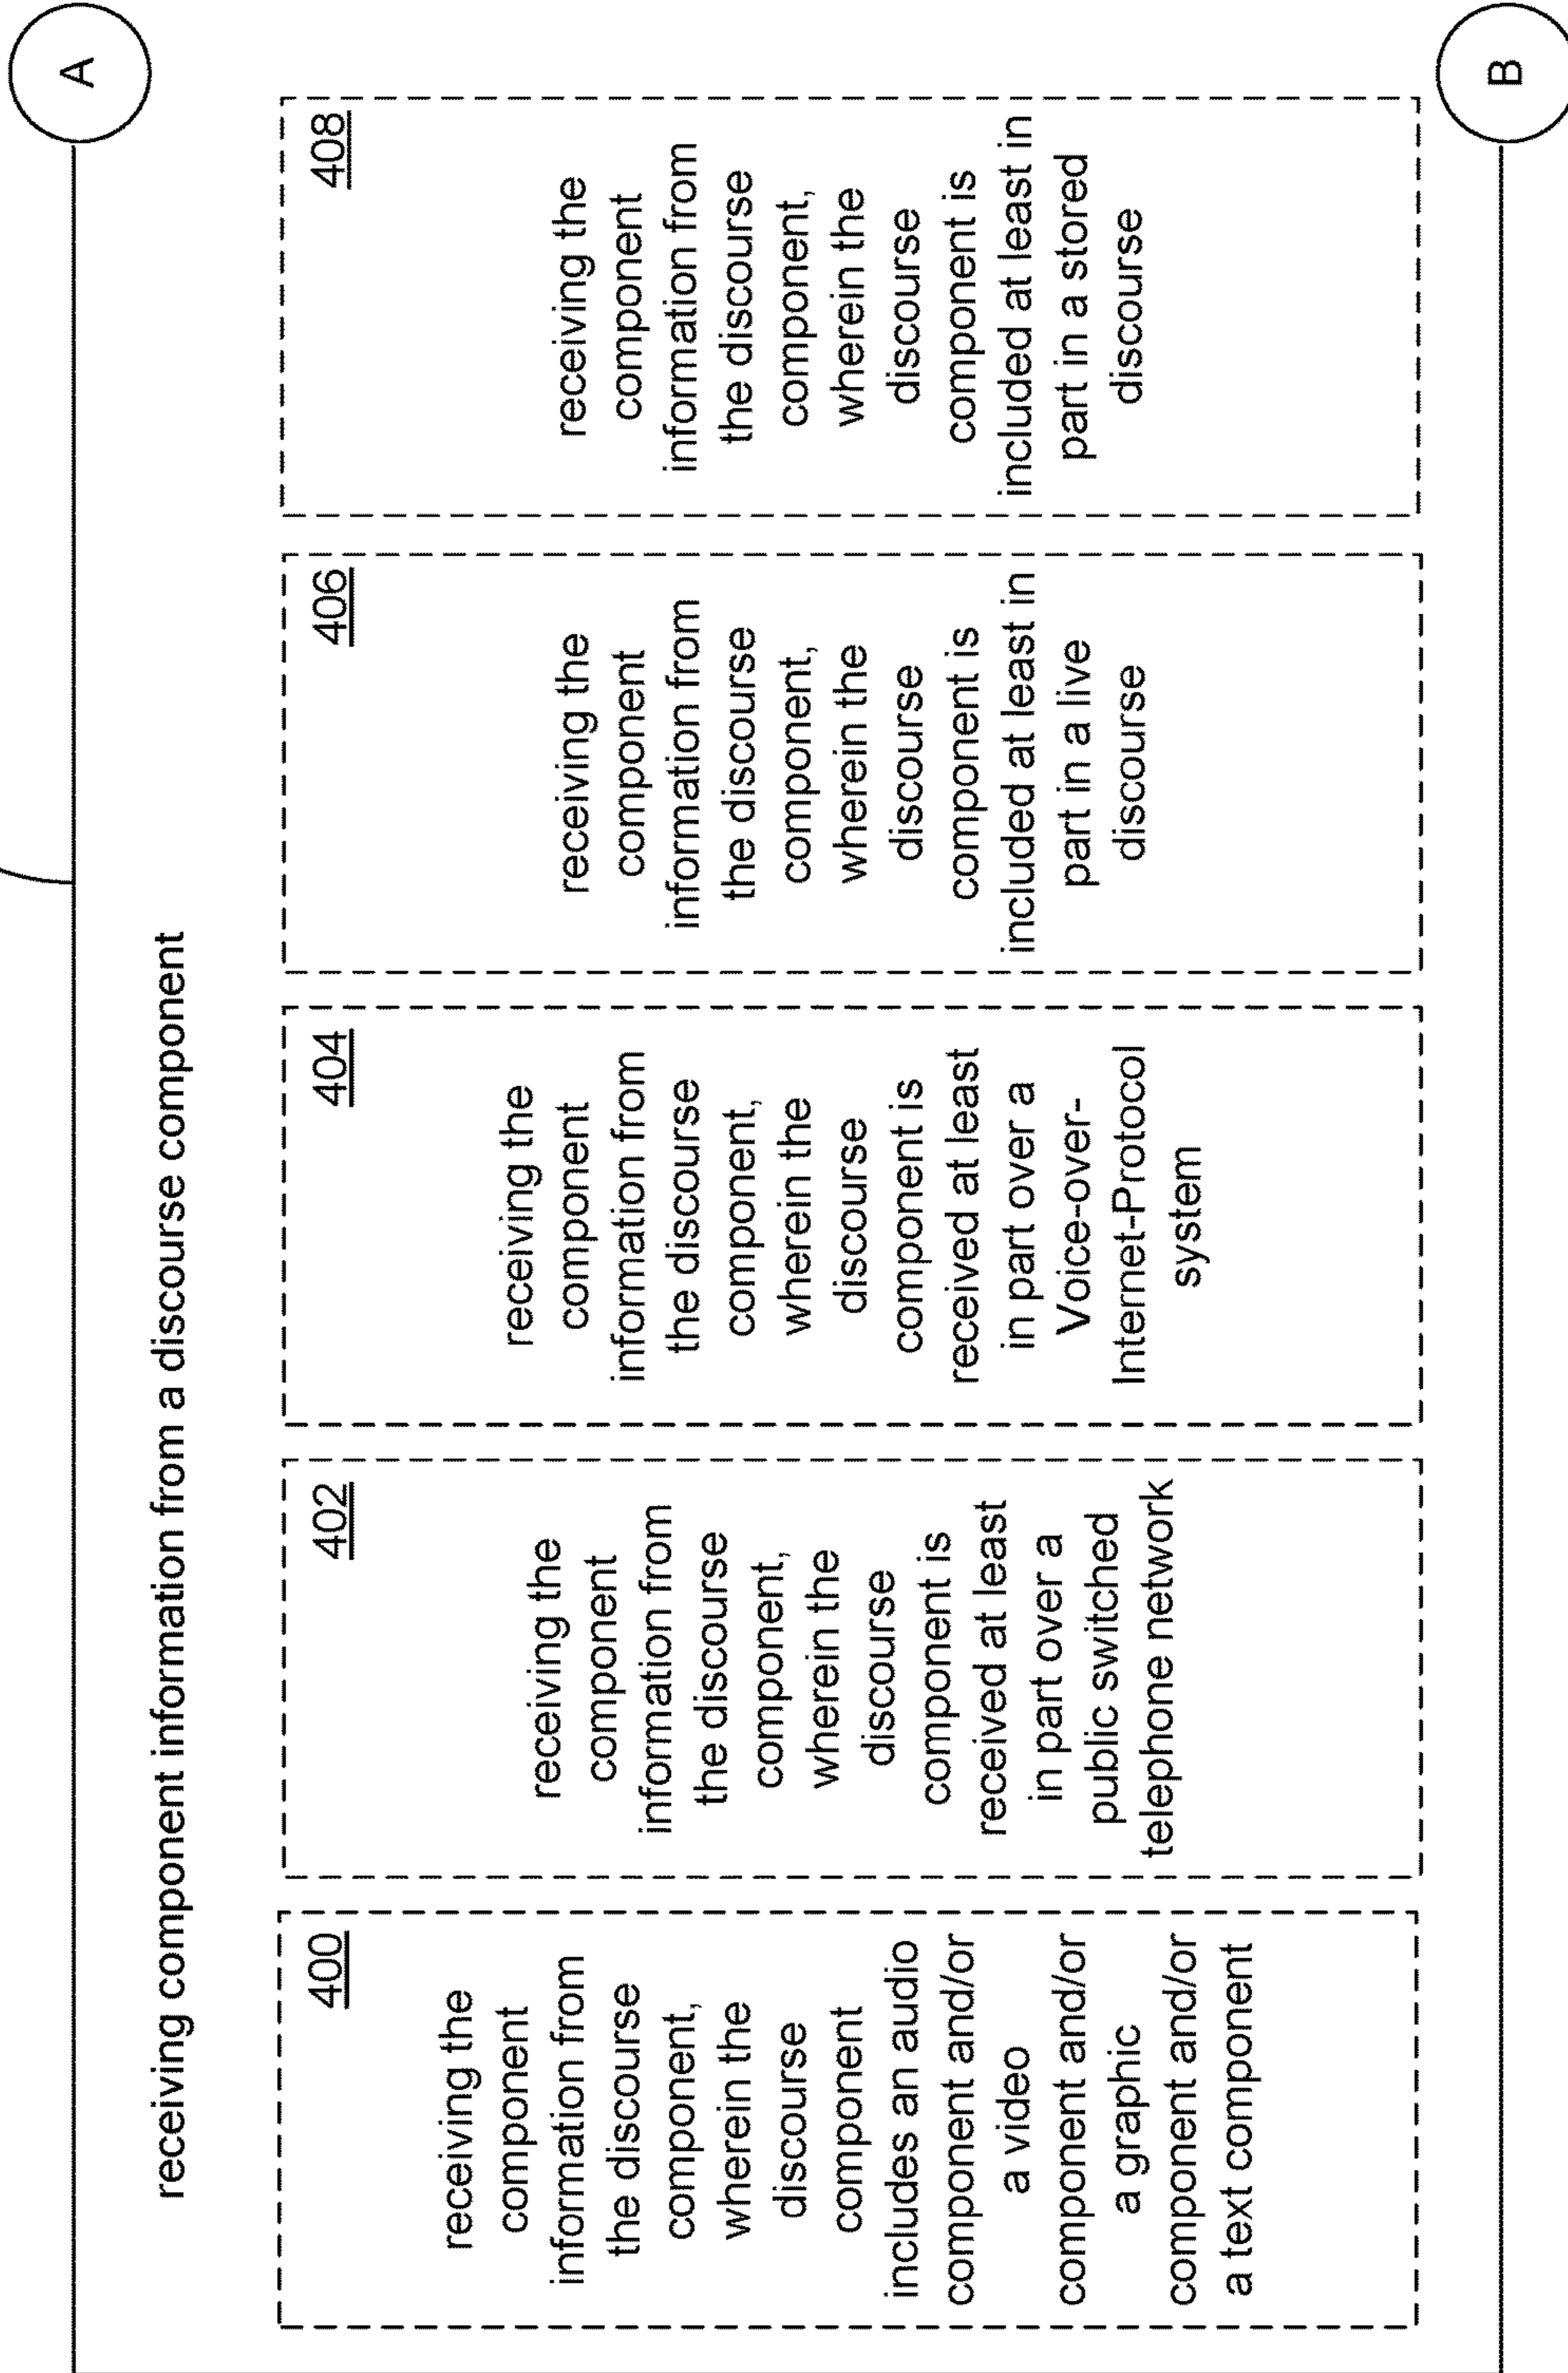 receiving component information from a discourse component
400
receiving the
component
information from
the discourse
component,
wherein the
discourse
component
includes an audio
component and/or
a video
component and/or
a graphic
component and/or
a text component
402
receiving the
component
information from
the discourse
component,
wherein the
discourse
component is
received at least
in part over a
public switched
telephone network
404
receiving the
component
information from
the discourse
component,
wherein the
discourse
component is
received at least
in part over a
Voice-over-
Internet-Protocol
system
406
receiving the
component
information from
the discourse
component,
wherein the
discourse
component is
included at least in
part in a live
discourse
408
receiving the
component
information from
the discourse
component,
wherein the
discourse
component is
included at least in
part in a stored
discourse
A
B